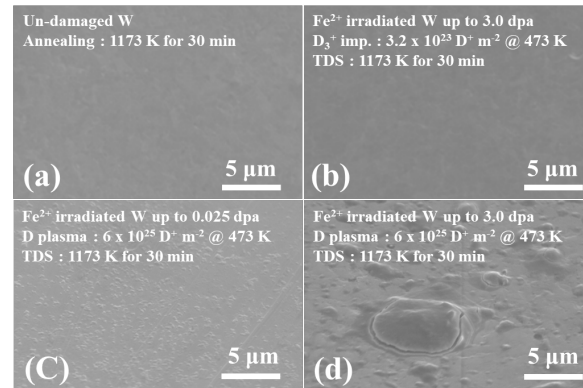 Un-damaged W
Annealing : 1173 K for 30 min
(a)
5 µm
Fe²⁺ irradiated W up to 3.0 dpa
D₃⁺ imp. : 3.2 x 10²³ D⁺ m⁻² @ 473 K
TDS : 1173 K for 30 min
(b)
5 µm
Fe²⁺ irradiated W up to 0.025 dpa
D plasma : 6 x 10²⁵ D⁺ m⁻² @ 473 K
TDS : 1173 K for 30 min
(C)
5 µm
Fe²⁺ irradiated W up to 3.0 dpa
D plasma : 6 x 10²⁵ D⁺ m⁻² @ 473 K
TDS : 1173 K for 30 min
(d)
5 µm